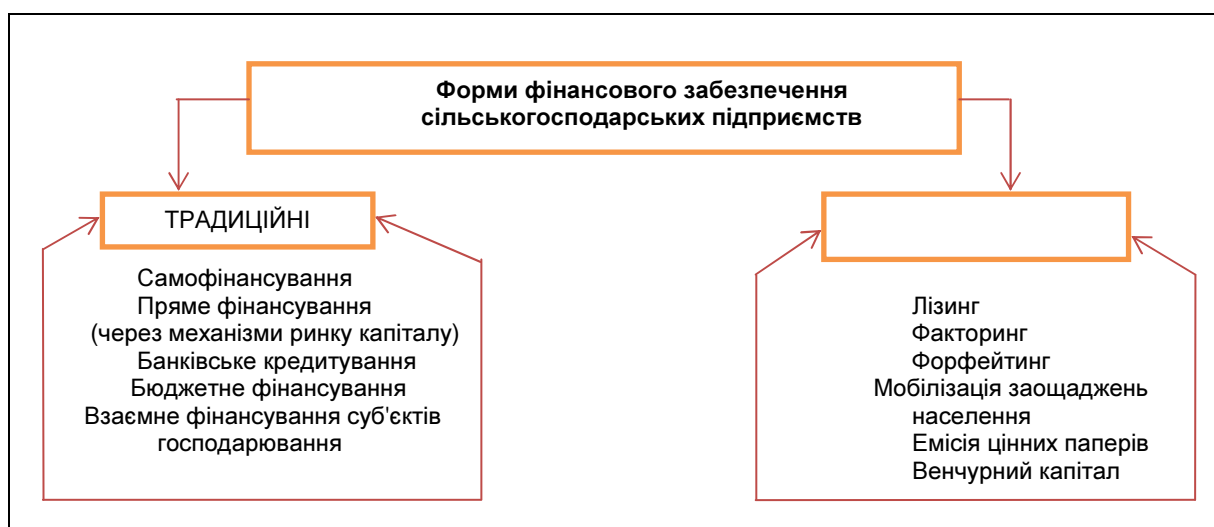 Форми фінансового забезпечення
сільськогосподарських підприємств
ТРАДИЦІЙНІ
Самофінансування
Пряме фінансування
(через механізми ринку капіталу)
Банківське кредитування
Бюджетне фінансування
Взаємне фінансування суб'єктів
господарювання
Лізинг
Факторинг
Форфейтинг
Мобілізація заощаджень
населення
Емісія цінних паперів
Венчурний капітал